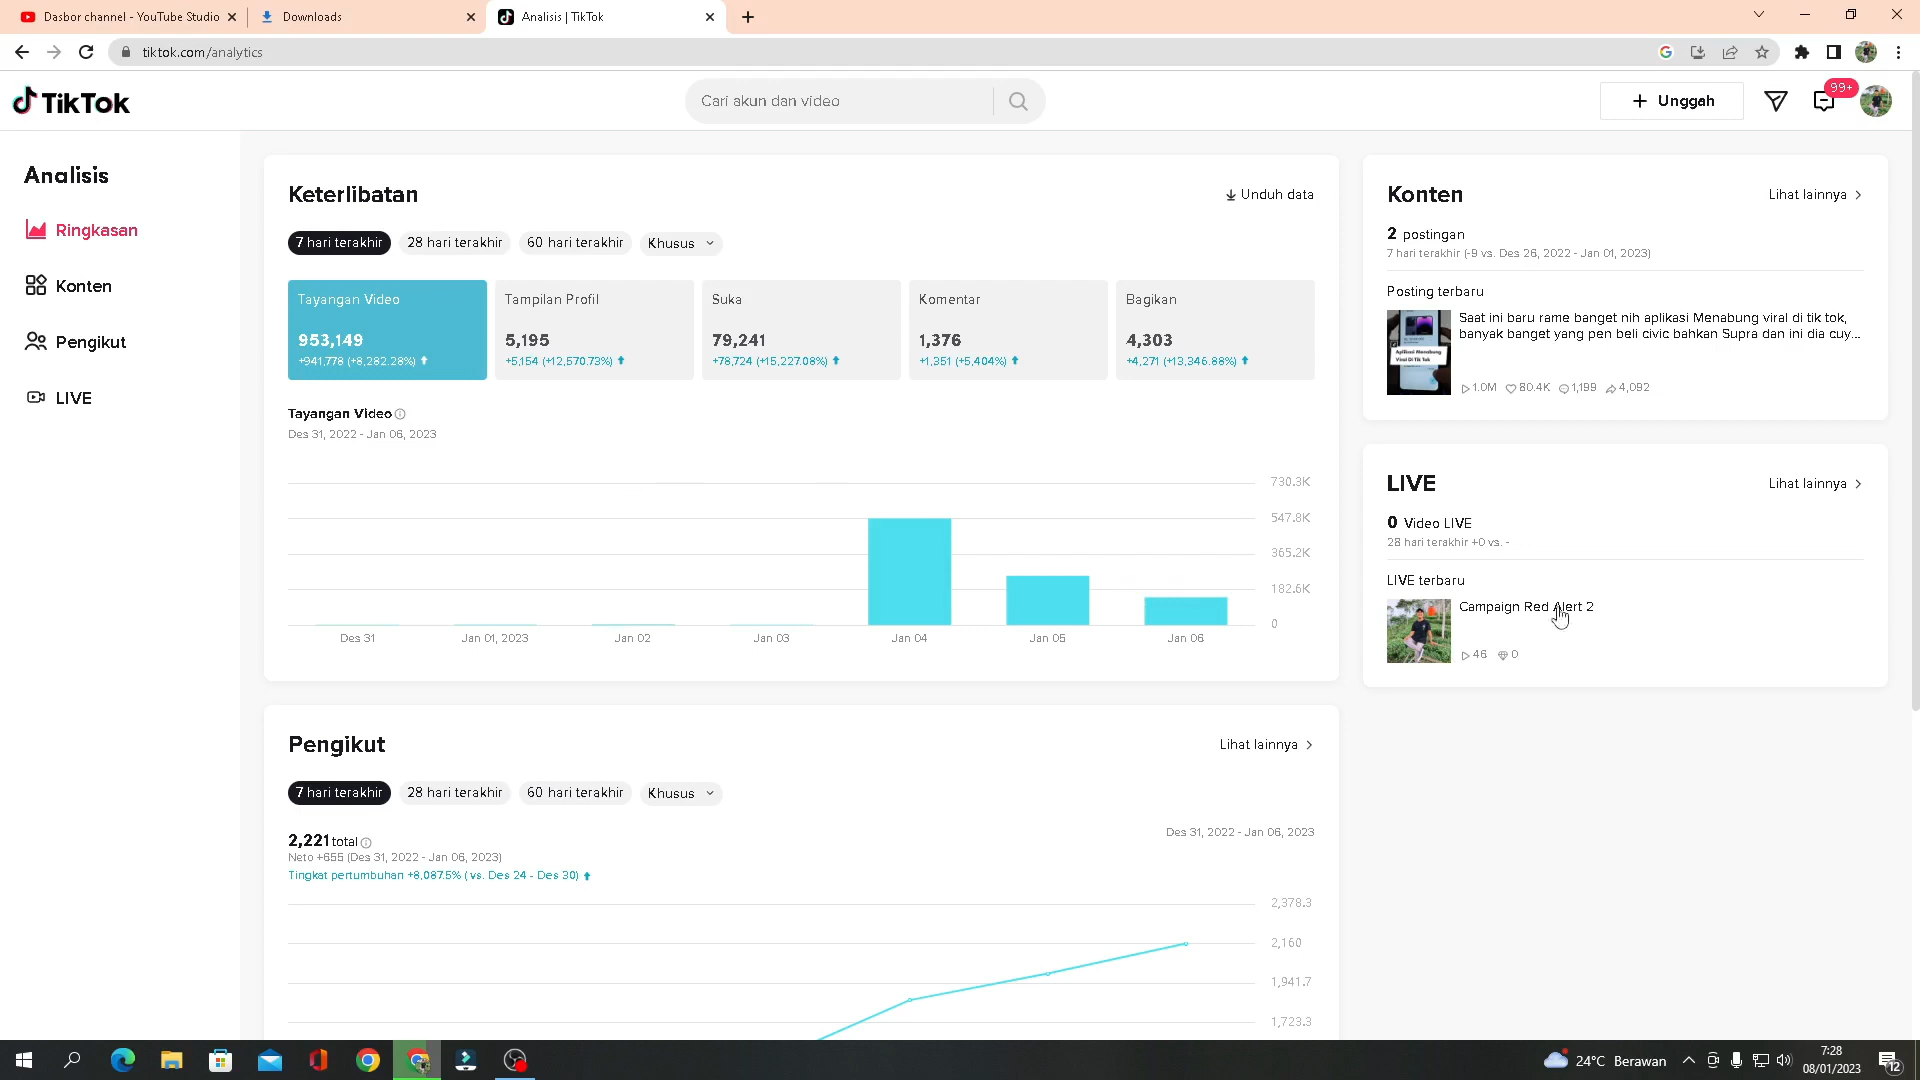 Dasbor channel - YouTube Studio
Downloads
Analisis | TikTok
tiktok.com/analytics
TikTok
Cari akun dan video
+ Unggah
99+
Analisis
Ringkasan
Konten
Pengikut
LIVE
Keterlibatan
Unduh data
7 hari terakhir
28 hari terakhir
60 hari terakhir
Khusus
Tayangan Video
953,149
+941,778 (+8,282.28%)
Tampilan Profil
5,195
+5,154 (+12,570.73%)
Suka
79,241
+78,724 (+15,227.08%)
Komentar
1,376
+1,351 (+5,404%)
Bagikan
4,303
+4,271 (+13,346.88%)
Tayangan Video
Des 31, 2022 - Jan 06, 2023
730.3K
547.8K
365.2K
182.6K
0
Des 31
Jan 01, 2023
Jan 02
Jan 03
Jan 04
Jan 05
Jan 06
Pengikut
Lihat lainnya
7 hari terakhir
28 hari terakhir
60 hari terakhir
Khusus
2,221 total
Des 31, 2022 - Jan 06, 2023
Neto +655 (Des 31, 2022 - Jan 06, 2023)
Tingkat pertumbuhan +8,087.5% ( vs. Des 24 - Des 30)
2,378.3
2,160
1,941.7
1,723.3
Konten
Lihat lainnya
2 postingan
7 hari terakhir (-9 vs. Des 26, 2022 - Jan 01, 2023)
Posting terbaru
Aplikasi Menabung
Viral Di Tik Tok
Saat ini baru rame banget nih aplikasi Menabung viral di tik tok,
banyak banget yang pen beli civic bahkan Supra dan ini dia cuy...
1.0M
80.4K
1,199
4,092
LIVE
Lihat lainnya
0 Video LIVE
28 hari terakhir +0 vs. -
LIVE terbaru
Campaign Red Alert 2
46
0
24°C Berawan
7:28
08/01/2023
12